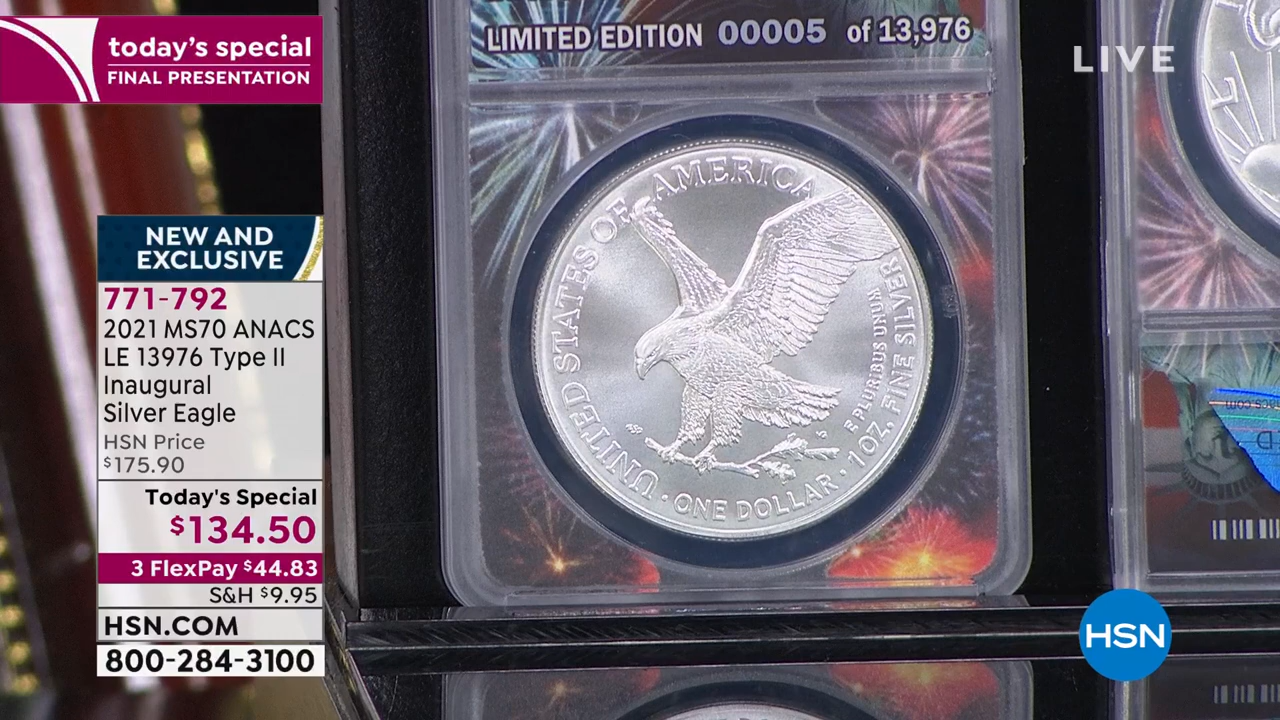 today's special
FINAL PRESENTATION
LIMITED EDITION 00005 of 13,976
LIVE
NEW AND
EXCLUSIVE
771-792
2021 MS70 ANACS
LE 13976 Type II
Inaugural
Silver Eagle
HSN Price
$175.90
Today's Special
$134.50
3 FlexPay $44.83
S&H $9.95
HSN.COM
800-284-3100
UNITED STATES OF AMERICA
E PLURIBUS UNUM
1 OZ. FINE SILVER
· ONE DOLLAR ·
HSN